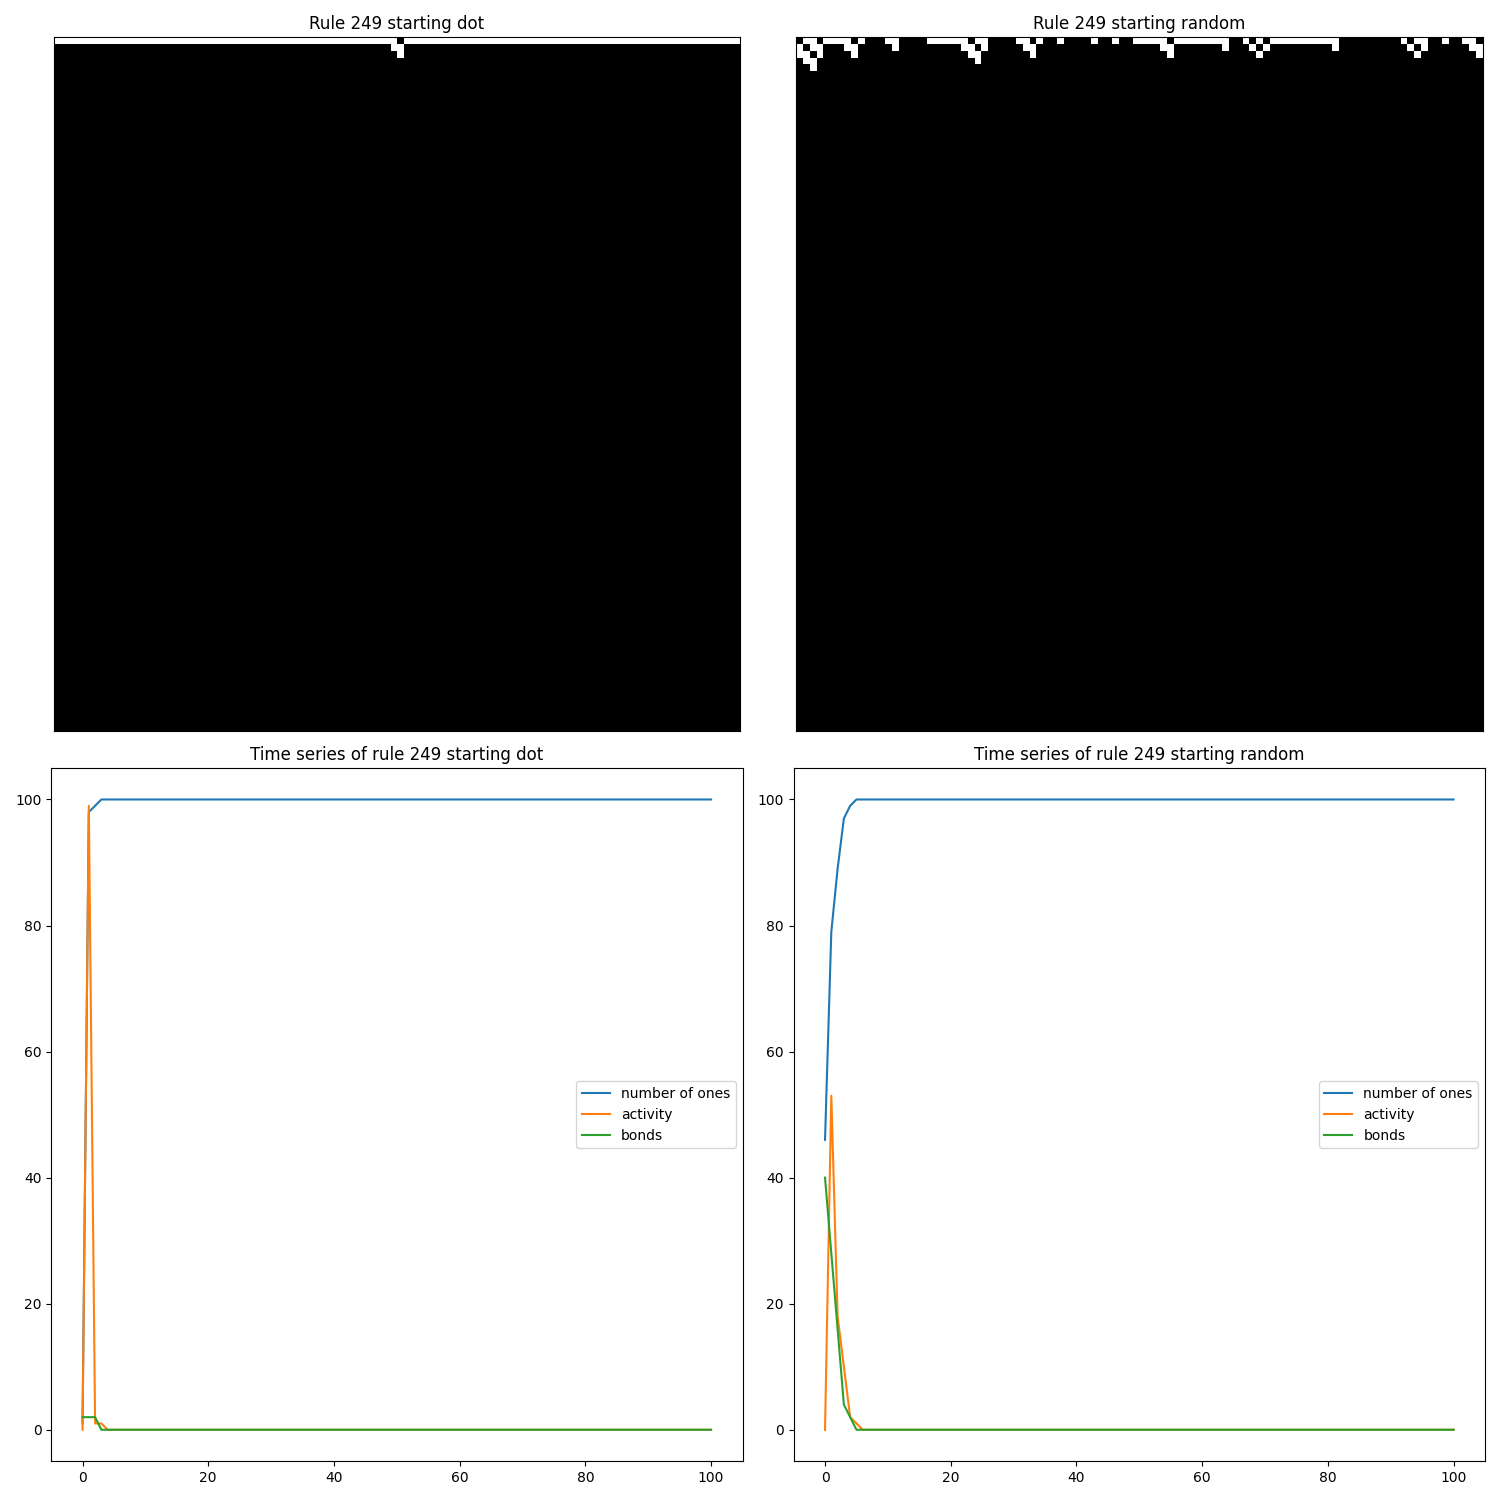 Rule 249 starting dot
Rule 249 starting random
Time series of rule 249 starting dot
100
80
60
40
20
0
number of ones
activity
bonds
0
20
40
60
80
100
Time series of rule 249 starting random
100
80
60
40
20
0
number of ones
activity
bonds
0
20
40
60
80
100